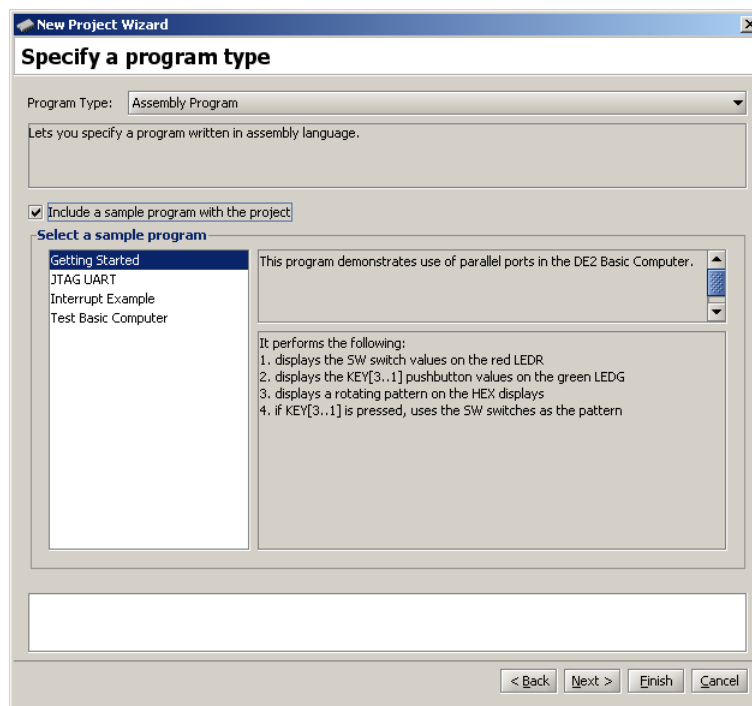 New Project Wizard
Specify a program type
Program Type: Assembly Program
Lets you specify a program written in assembly language.
Include a sample program with the project
Select a sample program
Getting Started
JTAG UART
Interrupt Example
Test Basic Computer
This program demonstrates use of parallel ports in the DE2 Basic Computer.
It performs the following:
1. displays the SW switch values on the red LEDR
2. displays the KEY[3..1] pushbutton values on the green LEDG
3. displays a rotating pattern on the HEX displays
4. if KEY[3..1] is pressed, uses the SW switches as the pattern
< Back Next > Finish Cancel